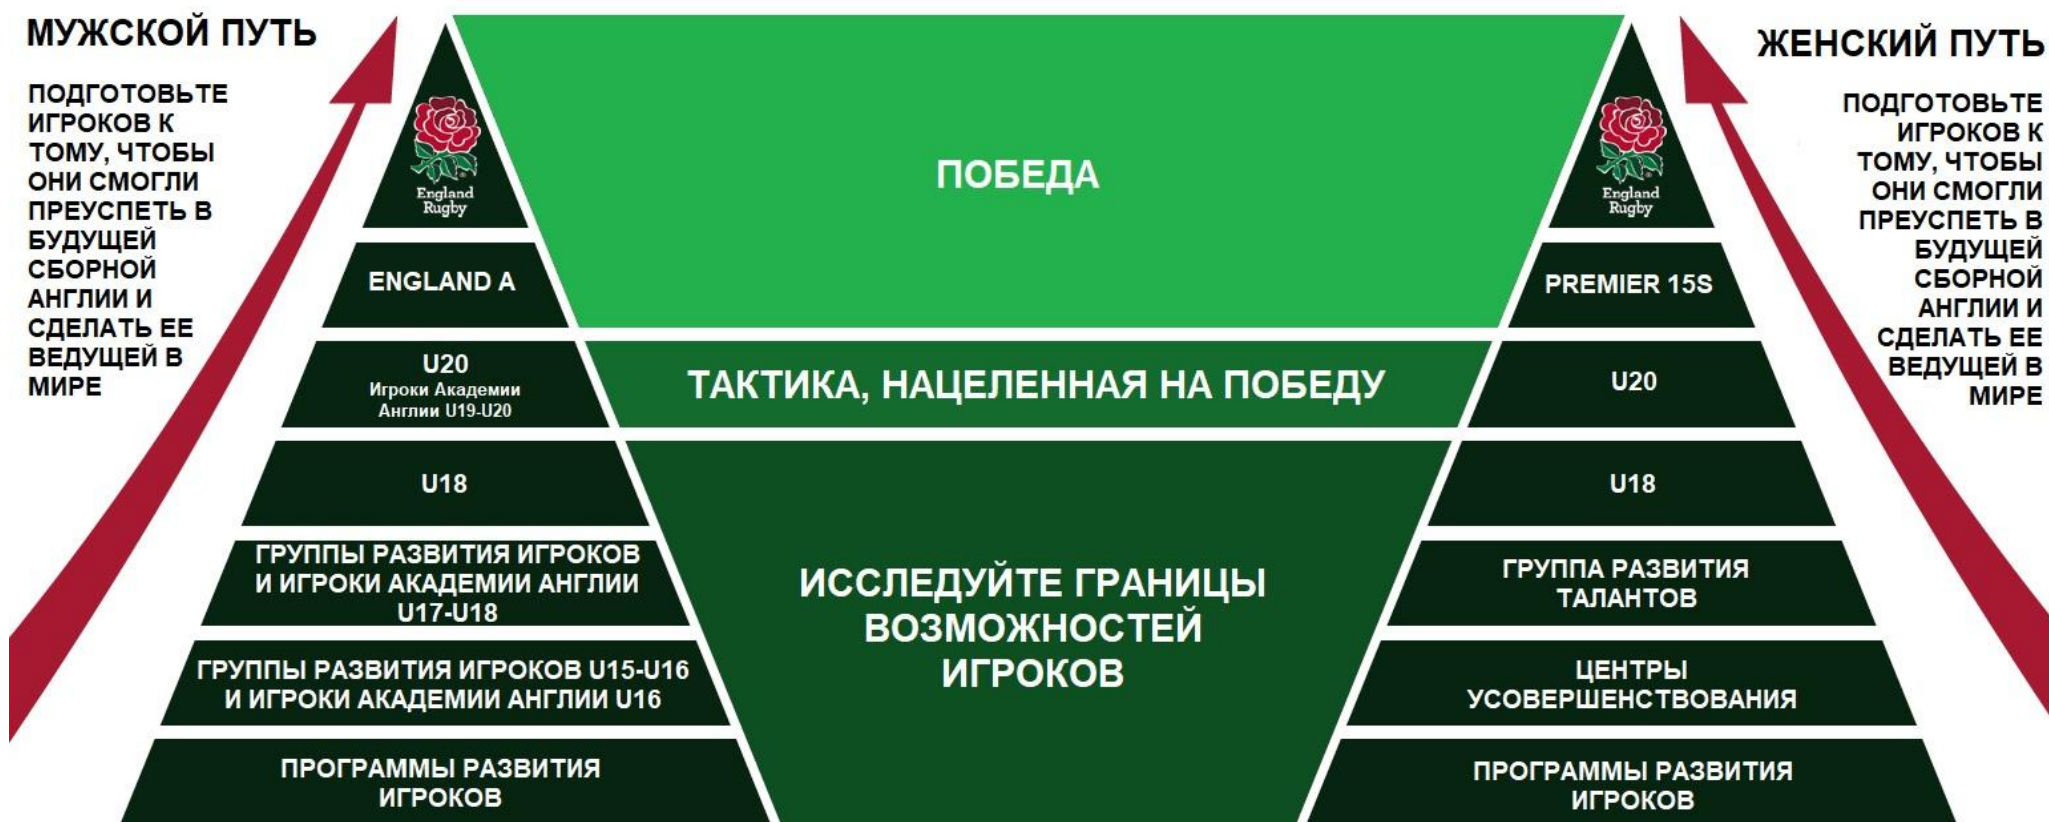 МУЖСКОЙ ПУТЬ
ПОДГОТОВЬТЕ
ИГРОКОВ К
ТОМУ, ЧТОБЫ
ОНИ СМОГЛИ
ПРЕУСПЕТЬ В
БУДУЩЕЙ
СБОРНОЙ
АНГЛИИ И
СДЕЛАТЬ ЕЕ
ВЕДУЩЕЙ В
МИРЕ
England
Rugby
ENGLAND A
U20
Игроки Академии
Англии U19-U20
U18
ГРУППЫ РАЗВИТИЯ ИГРОКОВ
И ИГРОКИ АКАДЕМИИ АНГЛИИ
U17-U18
ГРУППЫ РАЗВИТИЯ ИГРОКОВ U15-U16
И ИГРОКИ АКАДЕМИИ АНГЛИИ U16
ПРОГРАММЫ РАЗВИТИЯ
ИГРОКОВ
ПОБЕДА
ТАКТИКА, НАЦЕЛЕННАЯ НА ПОБЕДУ
ИССЛЕДУЙТЕ ГРАНИЦЫ
ВОЗМОЖНОСТЕЙ
ИГРОКОВ
England
Rugby
PREMIER 15S
U20
U18
ГРУППА РАЗВИТИЯ
ТАЛАНТОВ
ЦЕНТРЫ
УСОВЕРШЕНСТВОВАНИЯ
ПРОГРАММЫ РАЗВИТИЯ
ИГРОКОВ
ЖЕНСКИЙ ПУТЬ
ПОДГОТОВЬТЕ
ИГРОКОВ К
ТОМУ, ЧТОБЫ
ОНИ СМОГЛИ
ПРЕУСПЕТЬ В
БУДУЩЕЙ
СБОРНОЙ
АНГЛИИ И
СДЕЛАТЬ ЕЕ
ВЕДУЩЕЙ В
МИРЕ